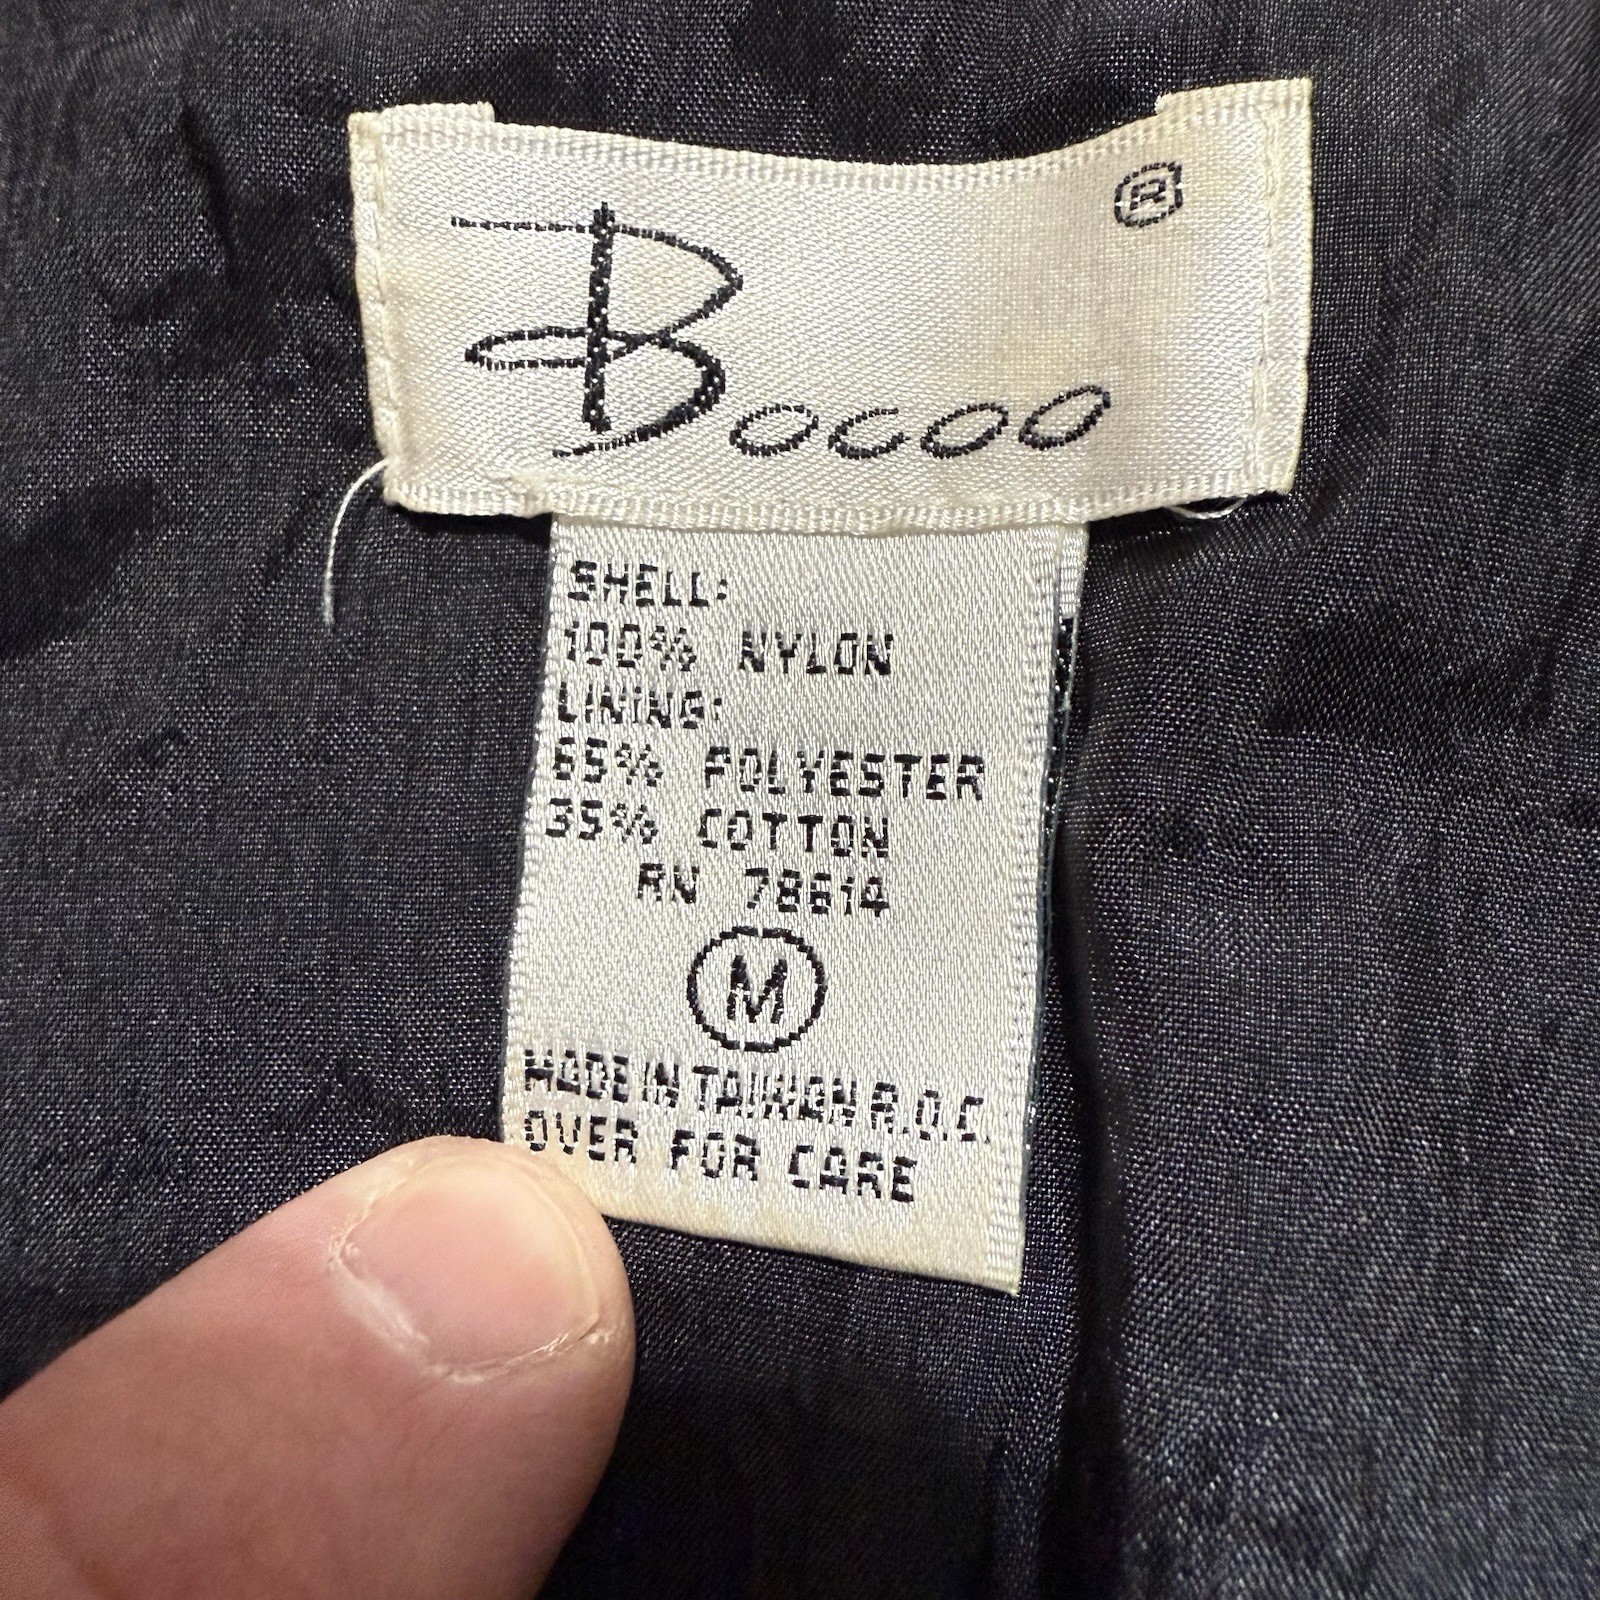 Bocoo ®
SHELL:
100% NYLON
LINING:
65% POLYESTER
35% COTTON
RN 78614
M
MADE IN TAIWAN R.O.C.
OVER FOR CARE